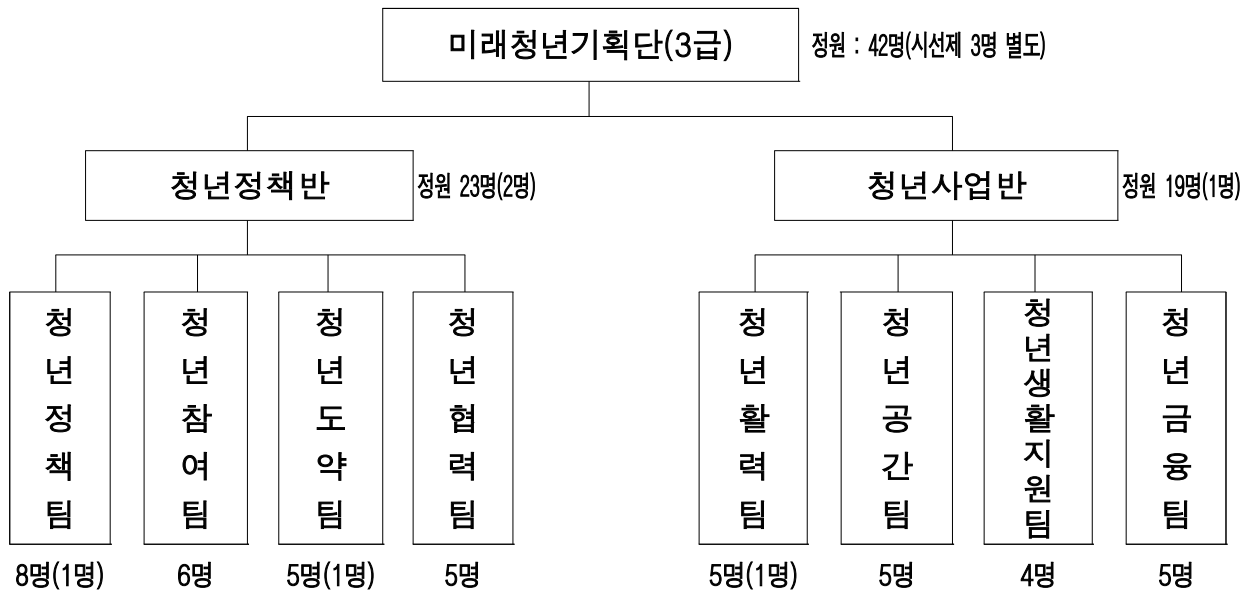 미래청년기획단(3급)
정원 : 42명(시선제 3명 별도)
청년정책반
정원 23명(2명)
청년사업반
정원 19명(1명)
청년정책팀
청년참여팀
청년도약팀
청년협력팀
청년활력팀
청년공간팀
청년생활지원팀
청년금융팀
8명(1명)
6명
5명(1명)
5명
5명(1명)
5명
4명
5명